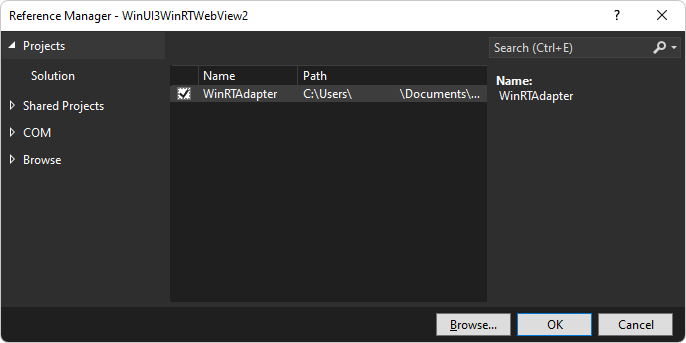 Reference Manager - WinUI3WinRTWebView2 ?
Projects
Solution
Shared Projects
COM
Browse
Name Path
WinRTAdapter C:\Users\ \Documents\...
Search (Ctrl+E)
Name:
WinRTAdapter
Browse... OK Cancel